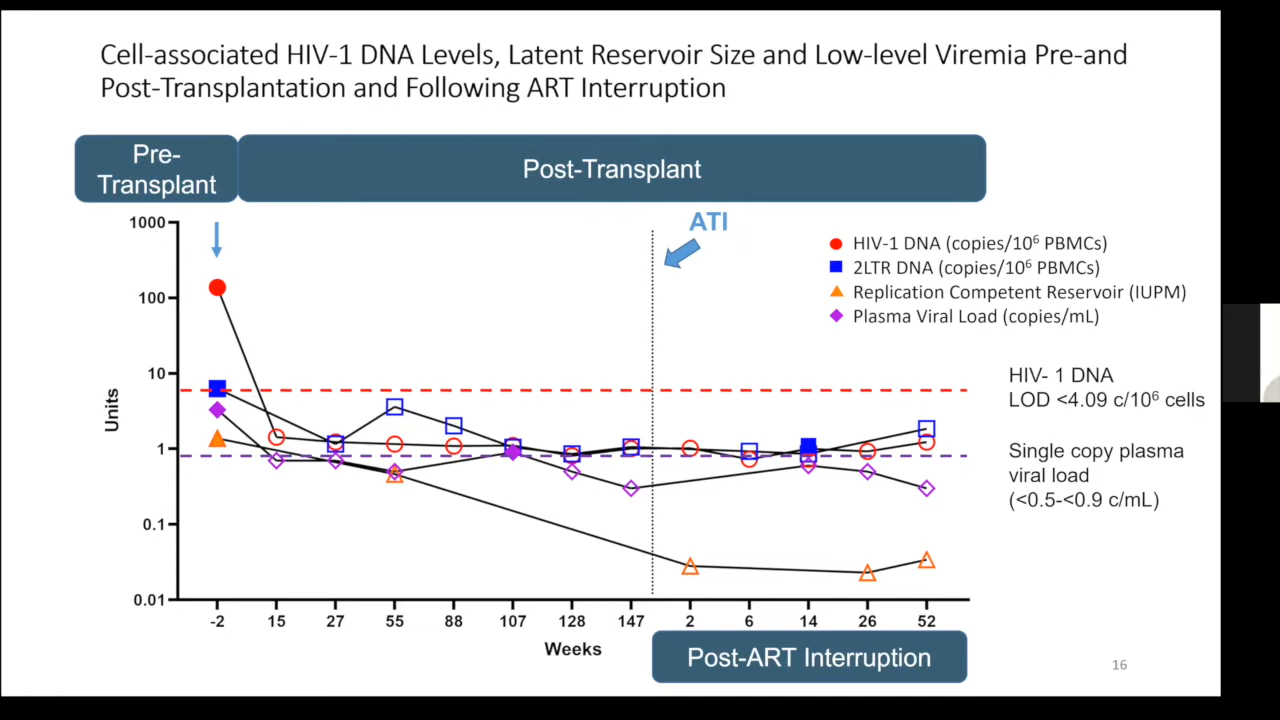 Cell-associated HIV-1 DNA Levels, Latent Reservoir Size and Low-level Viremia Pre-and
Post-Transplantation and Following ART Interruption
Pre-
Transplant
Post-Transplant
ATI
HIV-1 DNA (copies/10⁶ PBMCs)
2LTR DNA (copies/10⁶ PBMCs)
Replication Competent Reservoir (IUPM)
Plasma Viral Load (copies/mL)
HIV- 1 DNA
LOD <4.09 c/10⁶ cells
Single copy plasma
viral load
(<0.5-<0.9 c/mL)
Units
1000
100
10
1
0.1
0.01
-2 15 27 55 88 107 128 147 2 6 14 26 52
Weeks
Post-ART Interruption
16